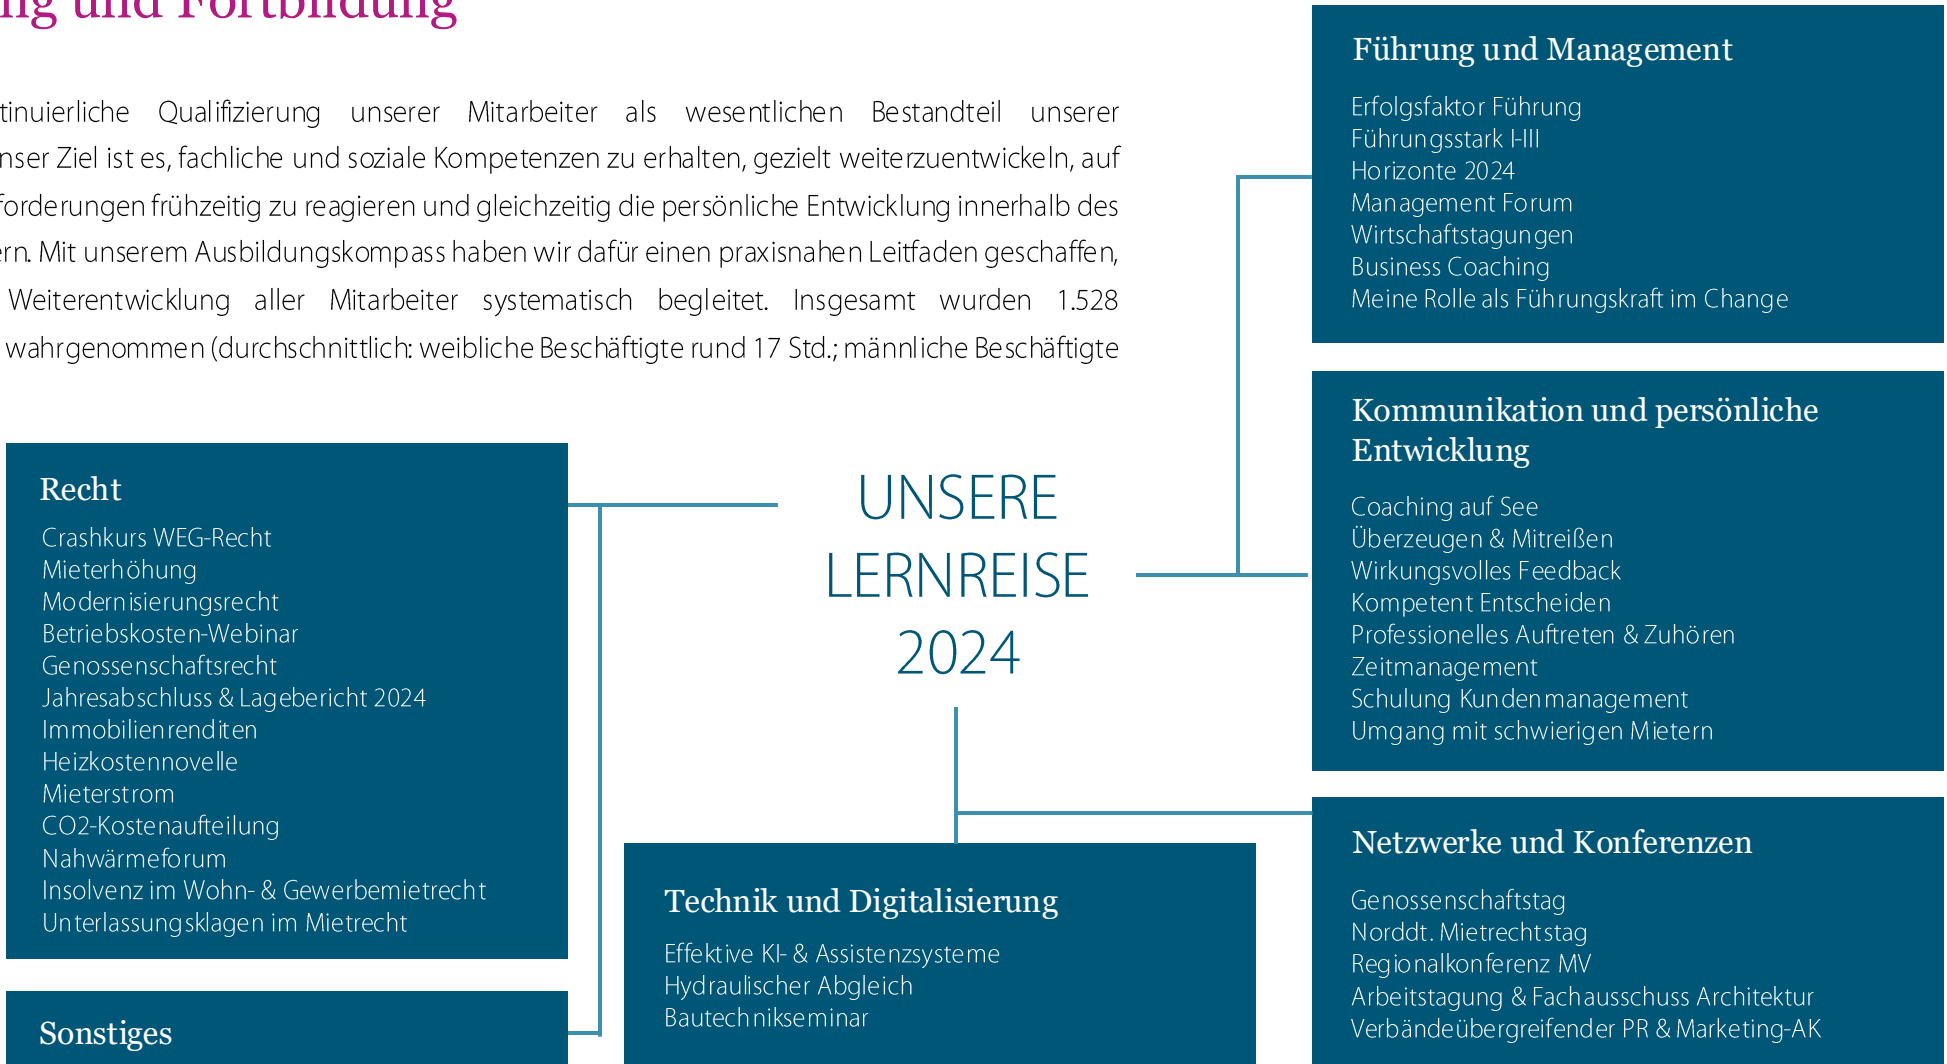 und Fortbildung
Qualifizierung unserer Mitarbeiter als wesentlichen Bestandteil unserer
Ziel ist es, fachliche und soziale Kompetenzen zu erhalten, gezielt weiterzuentwickeln, auf
frühzeitig zu reagieren und gleichzeitig die persönliche Entwicklung innerhalb des
Mit unserem Ausbildungskompass haben wir dafür einen praxisnahen Leitfaden geschaffen,
Weiterentwicklung aller Mitarbeiter systematisch begleitet. Insgesamt wurden 1.528
wahrgenommen (durchschnittlich: weibliche Beschäftigte rund 17 Std.; männliche Beschäftigte
UNSERE
LERNREISE
2024
Recht
Crashkurs WEG-Recht
Mieterhöhung
Modernisierungsrecht
Betriebskosten-Webinar
Genossenschaftsrecht
Jahresabschluss & Lagebericht 2024
Immobilienrenditen
Heizkostennovelle
Mieterstrom
CO2-Kostenaufteilung
Nahwärmeforum
Insolvenz im Wohn- & Gewerbemietrecht
Unterlassungsklagen im Mietrecht
Sonstiges
Technik und Digitalisierung
Effektive KI- & Assistenzsysteme
Hydraulischer Abgleich
Bautechnikseminar
Führung und Management
Erfolgsfaktor Führung
Führungsstark I-III
Horizonte 2024
Management Forum
Wirtschaftstagungen
Business Coaching
Meine Rolle als Führungskraft im Change
Kommunikation und persönliche
Entwicklung
Coaching auf See
Überzeugen & Mitreißen
Wirkungsvolles Feedback
Kompetent Entscheiden
Professionelles Auftreten & Zuhören
Zeitmanagement
Schulung Kundenmanagement
Umgang mit schwierigen Mietern
Netzwerke und Konferenzen
Genossenschaftstag
Norddt. Mietrechtstag
Regionalkonferenz MV
Arbeitstagung & Fachausschuss Architektur
Verbändeübergreifender PR & Marketing-AK